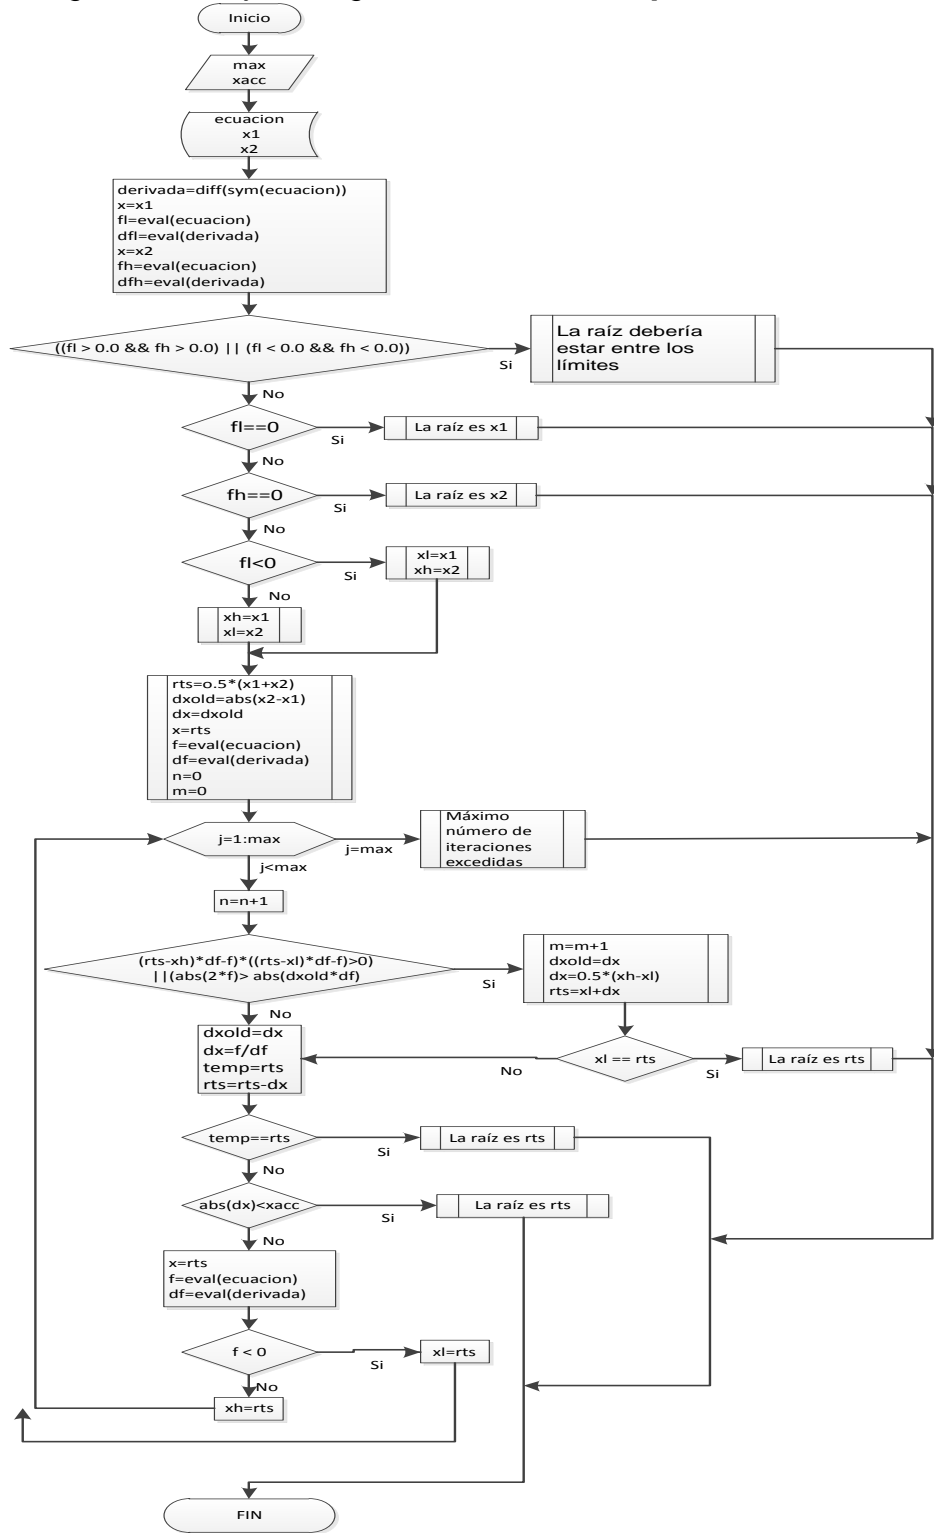 Inicio
max
xacc
ecuacion
x1
x2
derivada=diff(sym(ecuacion))
x=x1
fl=eval(ecuacion)
dfl=eval(derivada)
x=x2
fh=eval(ecuacion)
dfh=eval(derivada)
((fl > 0.0 && fh > 0.0) || (fl < 0.0 && fh < 0.0))
Si
La raíz debería
estar entre los
límites
No
fl==0
Si
La raíz es x1
No
fh==0
Si
La raíz es x2
No
fl<0
Si
xl=x1
xh=x2
No
xh=x1
xl=x2
rts=o.5*(x1+x2)
dxold=abs(x2-x1)
dx=dxold
x=rts
f=eval(ecuacion)
df=eval(derivada)
n=0
m=0
j=1:max
j=max
Máximo
número de
iteraciones
excedidas
j<max
n=n+1
(rts-xh)*df-f)*((rts-xl)*df-f)>0)
||(abs(2*f)> abs(dxold*df)
Si
m=m+1
dxold=dx
dx=0.5*(xh-xl)
rts=xl+dx
No
dxold=dx
dx=f/df
temp=rts
rts=rts-dx
No
xl == rts
Si
La raíz es rts
temp==rts
Si
La raíz es rts
No
abs(dx)<xacc
Si
La raíz es rts
No
x=rts
f=eval(ecuacion)
df=eval(derivada)
f < 0
Si
xl=rts
No
xh=rts
FIN